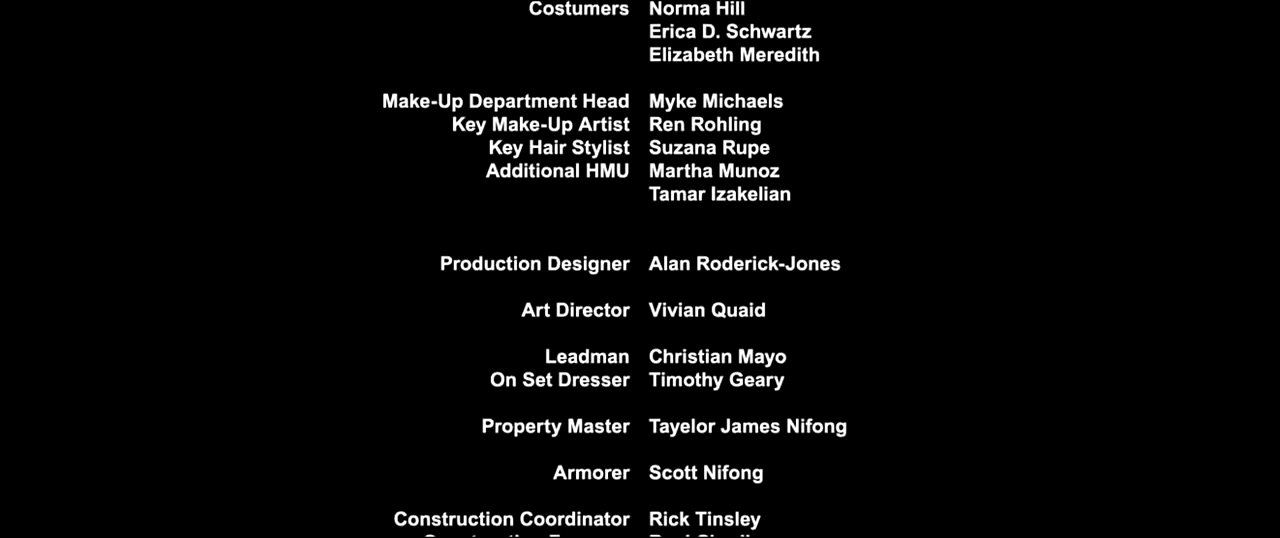 Costumers Norma Hill
Erica D. Schwartz
Elizabeth Meredith
Make-Up Department Head Myke Michaels
Key Make-Up Artist Ren Rohling
Key Hair Stylist Suzana Rupe
Additional HMU Martha Munoz
Tamar Izakelian
Production Designer Alan Roderick-Jones
Art Director Vivian Quaid
Leadman Christian Mayo
On Set Dresser Timothy Geary
Property Master Tayelor James Nifong
Armorer Scott Nifong
Construction Coordinator Rick Tinsley